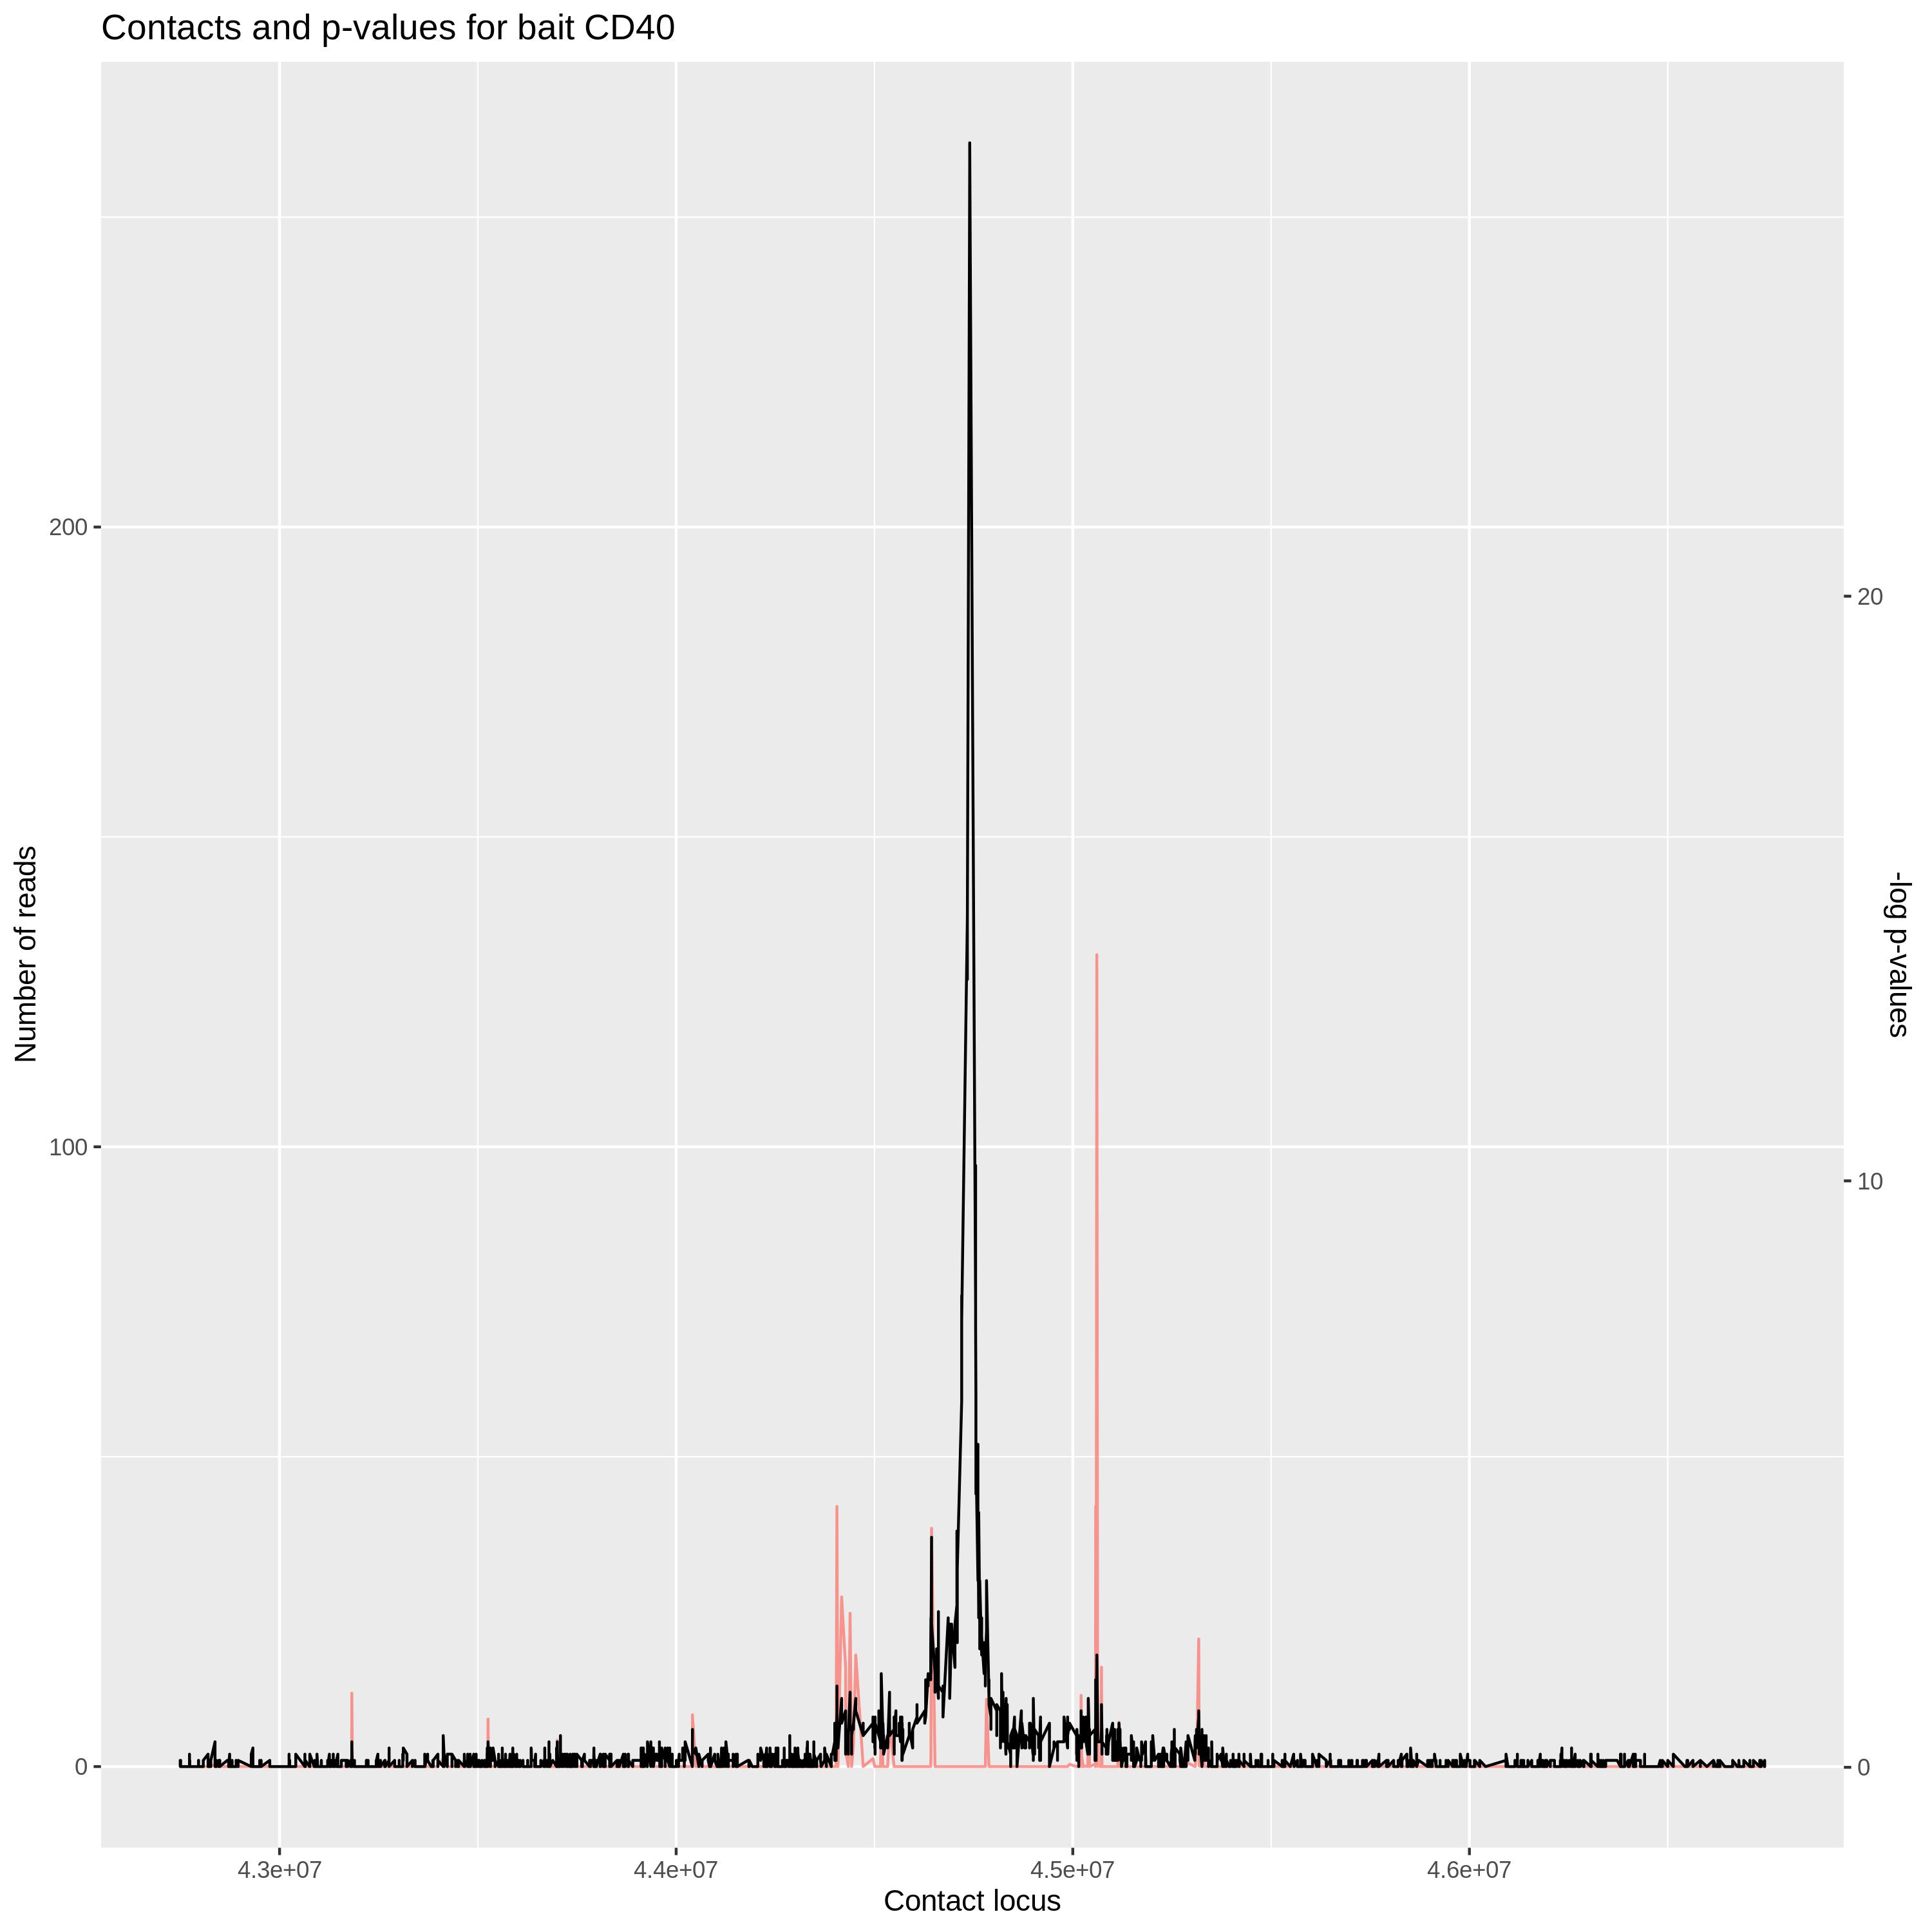 Contacts and p-values for bait CD40
Number of reads
200
100
0
20
10
0
-log p-values
4.3e+07 4.4e+07 4.5e+07 4.6e+07
Contact locus